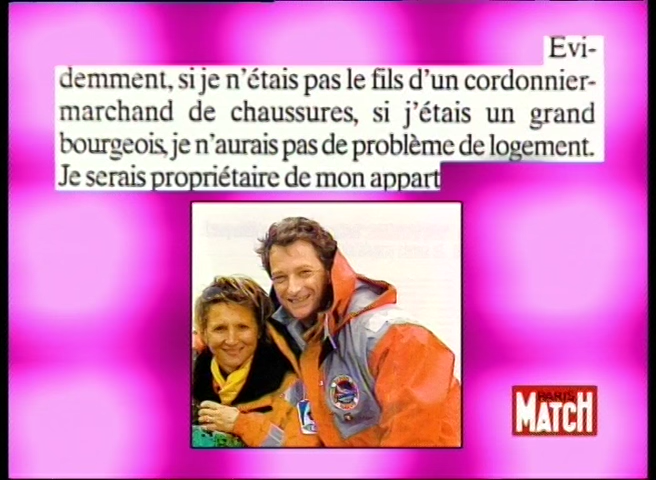 Evi-
demment, si je n'étais pas le fils d'un cordonnier-
marchand de chaussures, si j'étais un grand
bourgeois, je n'aurais pas de problème de logement.
Je serais propriétaire de mon appart
PARIS
MATCH